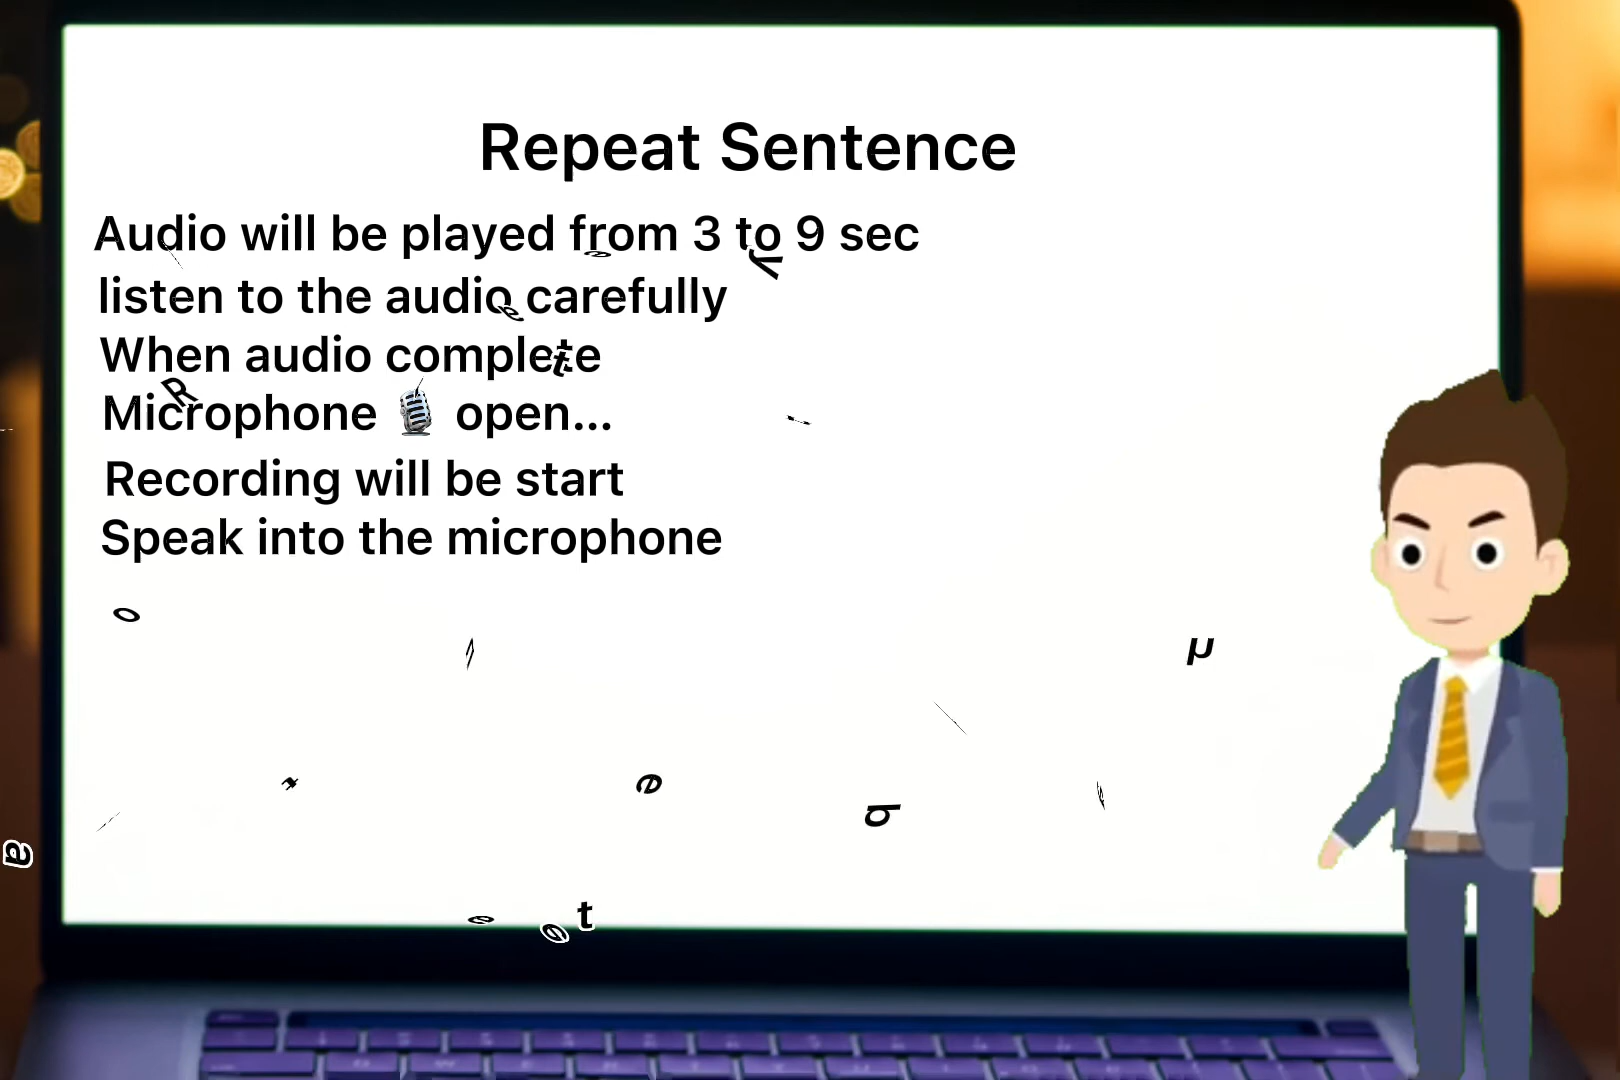 Repeat Sentence
Audio will be played from 3 to 9 sec
listen to the audio carefully
When audio complete
Microphone 🎙️ open...
Recording will be start
Speak into the microphone